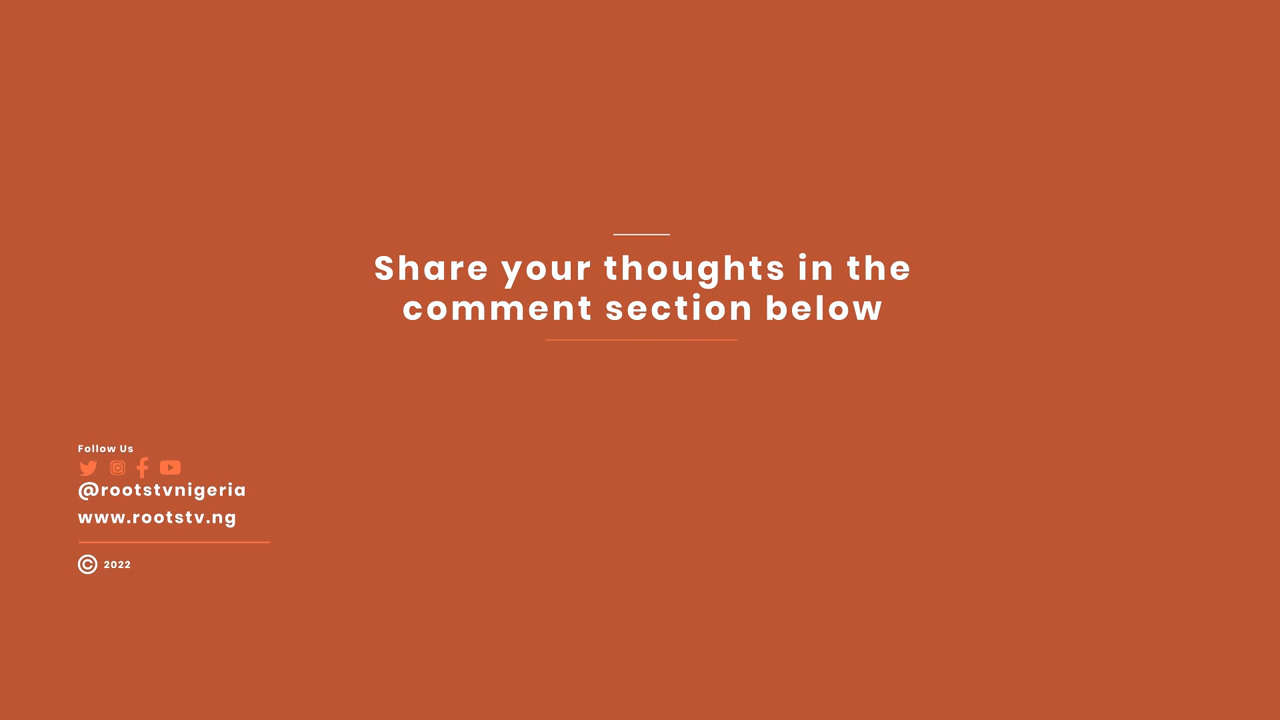 Share your thoughts in the
comment section below
Follow Us
@rootstvnigeria
www.rootstv.ng
© 2022